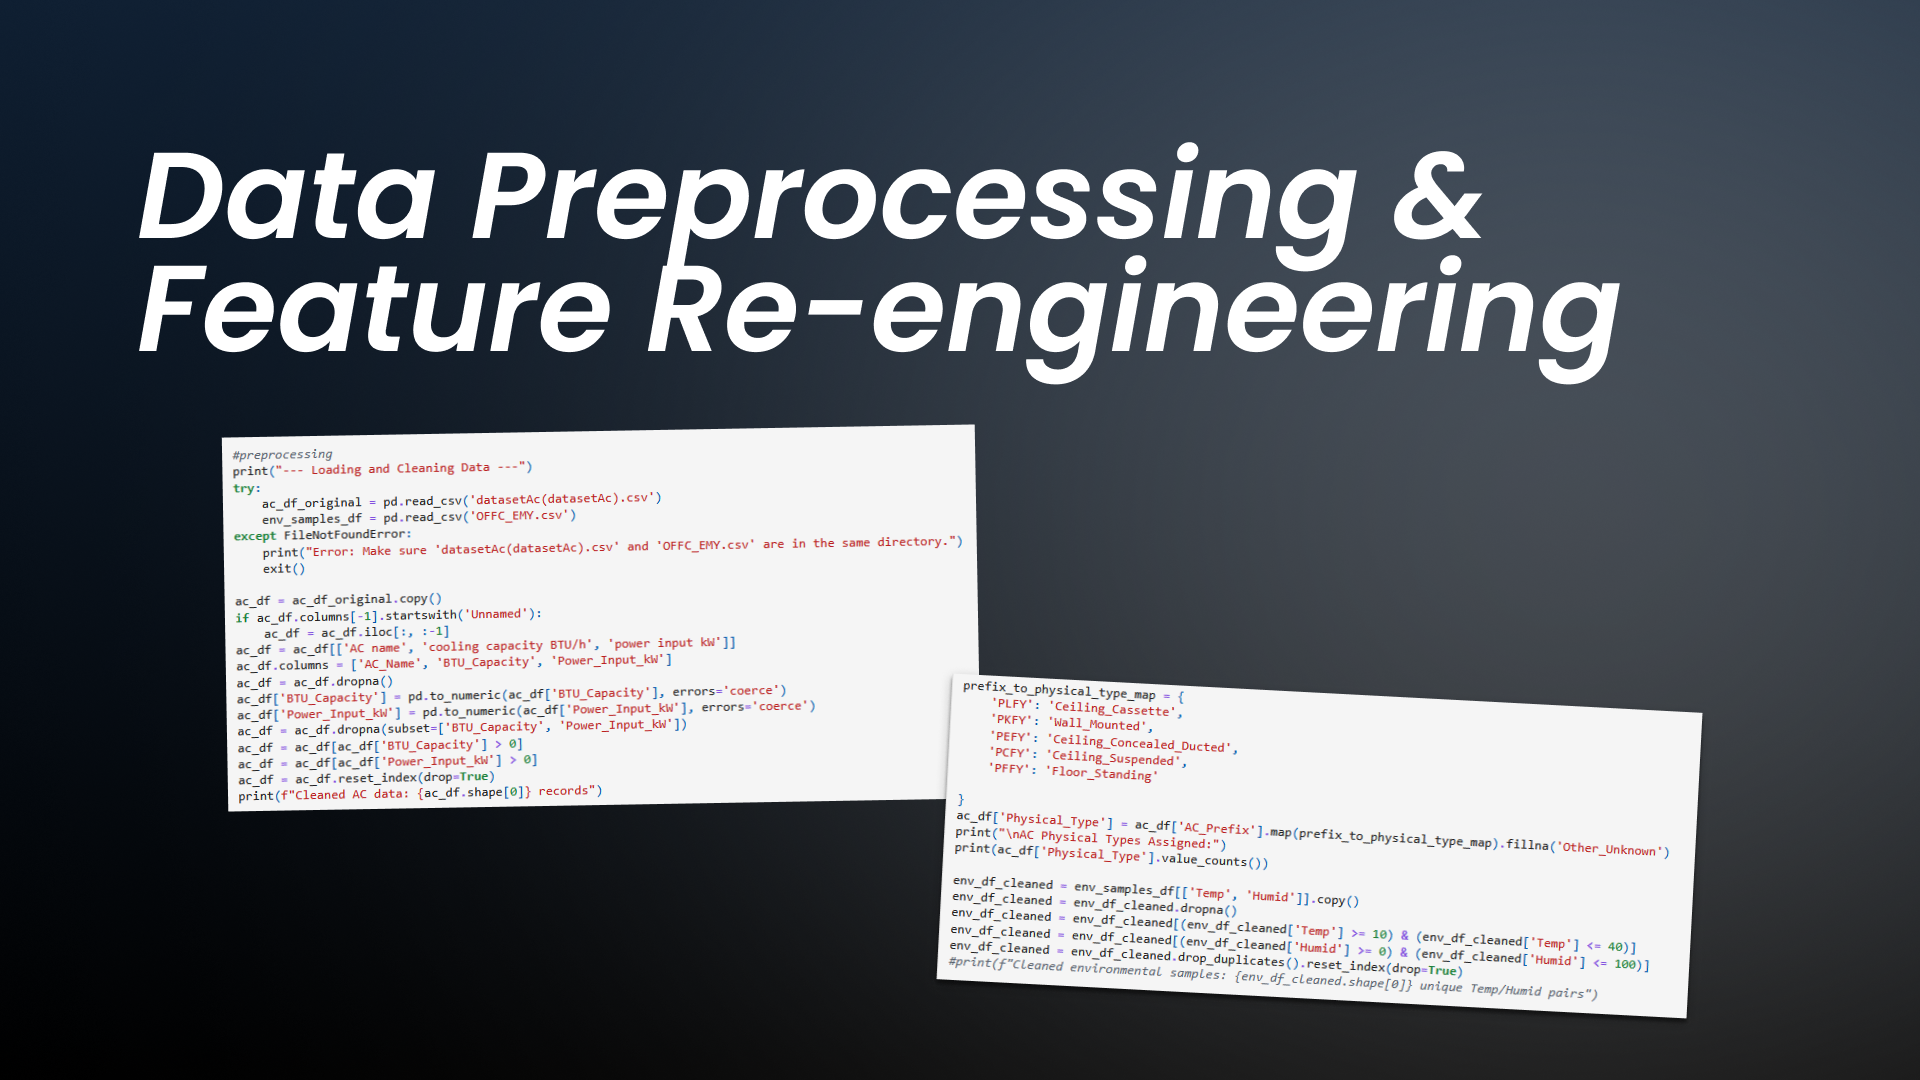 Data Preprocessing &
Feature Re-engineering
#preprocessing
print("--- Loading and Cleaning Data ---")
try:
    ac_df_original = pd.read_csv('datasetAc(datasetAc).csv')
    env_samples_df = pd.read_csv('OFFC_EMY.csv')
except FileNotFoundError:
    print("Error: Make sure 'datasetAc(datasetAc).csv' and 'OFFC_EMY.csv' are in the same directory.")
    exit()
ac_df = ac_df_original.copy()
if ac_df.columns[-1].startswith('Unnamed'):
    ac_df = ac_df.iloc[:, :-1]
ac_df = ac_df[['AC name', 'cooling capacity BTU/h', 'power input kW']]
ac_df.columns = ['AC_Name', 'BTU_Capacity', 'Power_Input_kW']
ac_df = ac_df.dropna()
ac_df['BTU_Capacity'] = pd.to_numeric(ac_df['BTU_Capacity'], errors='coerce')
ac_df['Power_Input_kW'] = pd.to_numeric(ac_df['Power_Input_kW'], errors='coerce')
ac_df = ac_df.dropna(subset=['BTU_Capacity', 'Power_Input_kW'])
ac_df = ac_df[ac_df['BTU_Capacity'] > 0]
ac_df = ac_df[ac_df['Power_Input_kW'] > 0]
ac_df = ac_df.reset_index(drop=True)
print(f"Cleaned AC data: {ac_df.shape[0]} records")
prefix_to_physical_type_map = {
    'PLFY': 'Ceiling_Cassette',
    'PKFY': 'Wall_Mounted',
    'PEFY': 'Ceiling_Concealed_Ducted',
    'PCFY': 'Ceiling_Suspended',
    'PFFY': 'Floor_Standing'
}
ac_df['Physical_Type'] = ac_df['AC_Prefix'].map(prefix_to_physical_type_map).fillna('Other_Unknown')
print("\nAC Physical Types Assigned:")
print(ac_df['Physical_Type'].value_counts())
env_df_cleaned = env_samples_df[['Temp', 'Humid']].copy()
env_df_cleaned = env_df_cleaned.dropna()
env_df_cleaned = env_df_cleaned[(env_df_cleaned['Temp'] >= 10) & (env_df_cleaned['Temp'] <= 40)]
env_df_cleaned = env_df_cleaned[(env_df_cleaned['Humid'] >= 0) & (env_df_cleaned['Humid'] <= 100)]
env_df_cleaned = env_df_cleaned.drop_duplicates().reset_index(drop=True)
#print(f"Cleaned environmental samples: {env_df_cleaned.shape[0]} unique Temp/Humid pairs")